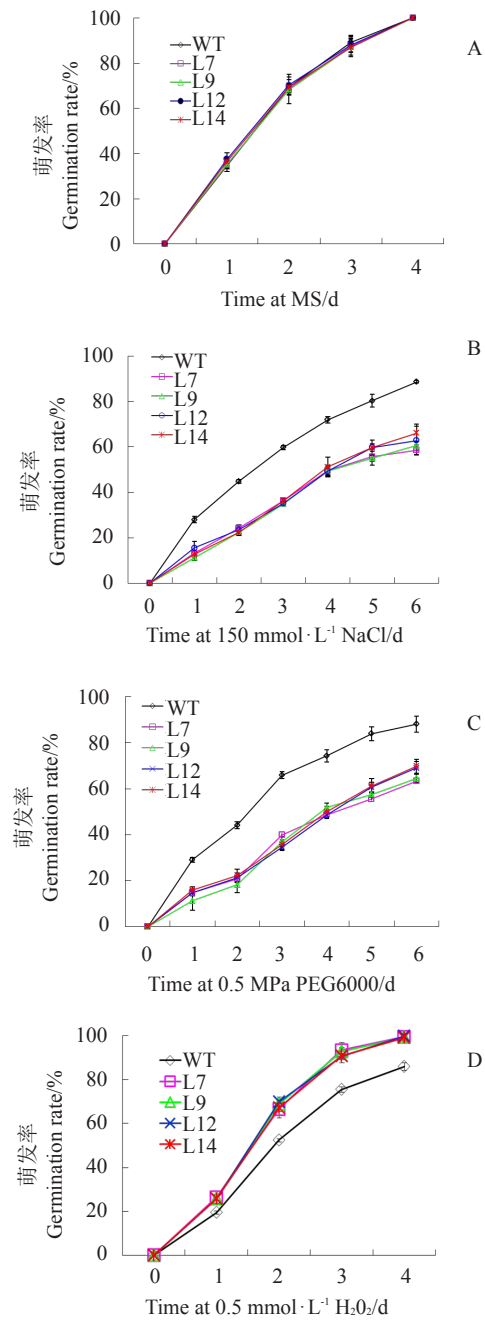 A
WT
L7
L9
L12
L14
100
80
60
40
20
0
萌发率
Germination rate/%
0 1 2 3 4
Time at MS/d
B
WT
L7
L9
L12
L14
100
80
60
40
20
0
萌发率
Germination rate/%
0 1 2 3 4 5 6
Time at 150 mmol·L⁻¹ NaCl/d
C
WT
L7
L9
L12
L14
100
80
60
40
20
0
萌发率
Germination rate/%
0 1 2 3 4 5 6
Time at 0.5 MPa PEG6000/d
D
WT
L7
L9
L12
L14
100
80
60
40
20
0
萌发率
Germination rate/%
0 1 2 3 4
Time at 0.5 mmol·L⁻¹ H₂O₂/d